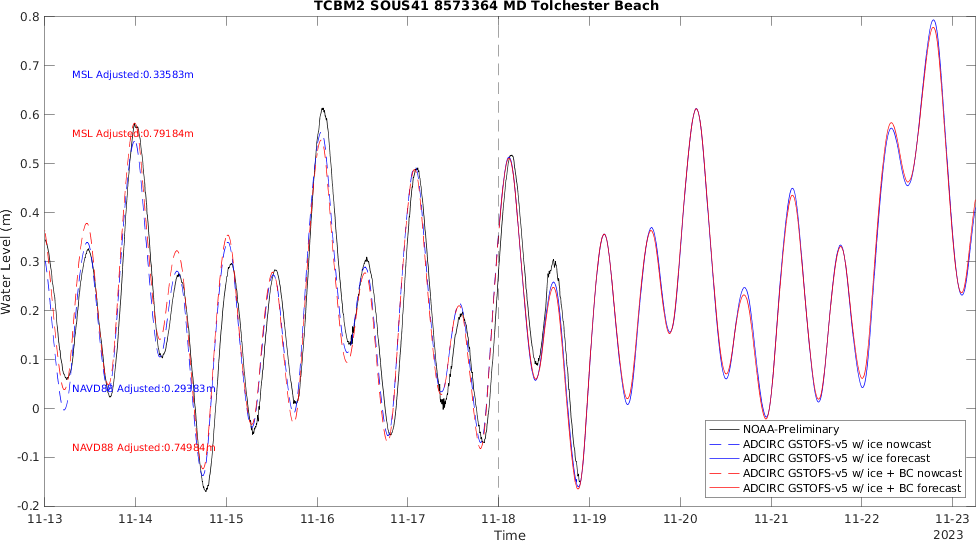 TCBM2 SOUS41 8573364 MD Tolchester Beach
0.8
0.7
0.6
0.5
0.4
0.3
0.2
0.1
0
-0.1
-0.2
Water Level (m)
MSL Adjusted:0.33583m
MSL Adjusted:0.79184m
NAVD88 Adjusted:0.29383m
NAVD88 Adjusted:0.74984m
NOAA-Preliminary
ADCIRC GSTOFS-v5 w/ ice nowcast
ADCIRC GSTOFS-v5 w/ ice forecast
ADCIRC GSTOFS-v5 w/ ice + BC nowcast
ADCIRC GSTOFS-v5 w/ ice + BC forecast
11-13 11-14 11-15 11-16 11-17 11-18 11-19 11-20 11-21 11-22 11-23
Time
2023